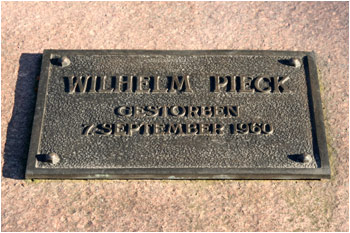 WILHELM PIECK
GESTORBEN
7. SEPTEMBER 1960